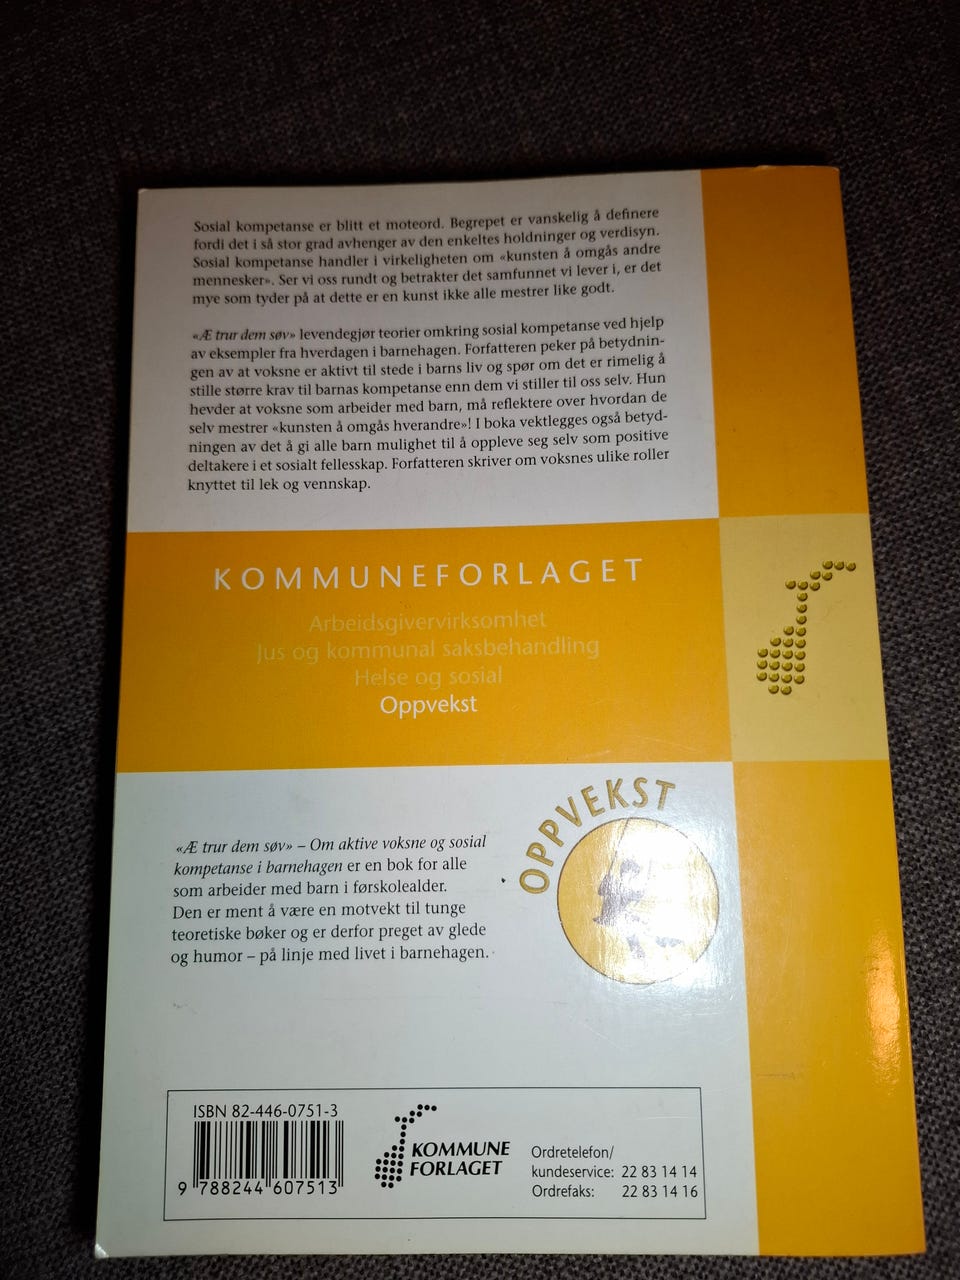 Sosial kompetanse er blitt et moteord. Begrepet er vanskelig å definere
fordi det i så stor grad avhenger av den enkeltes holdninger og verdisyn.
Sosial kompetanse handler i virkeligheten om «kunsten å omgås andre
mennesker». Ser vi oss rundt og betrakter det samfunnet vi lever i, er det
mye som tyder på at dette er en kunst ikke alle mestrer like godt.
«Æ trur dem søv» levendegjør teorier omkring sosial kompetanse ved hjelp
av eksempler fra hverdagen i barnehagen. Forfatteren peker på betydnin-
gen av at voksne er aktivt til stede i barns liv og spør om det er rimelig å
stille større krav til barnas kompetanse enn dem vi stiller til oss selv. Hun
hevder at voksne som arbeider med barn, må reflektere over hvordan de
selv mestrer «kunsten å omgås hverandre»! I boka vektlegges også betyd-
ningen av det å gi alle barn mulighet til å oppleve seg selv som positive
deltakere i et sosialt fellesskap. Forfatteren skriver om voksnes ulike roller
knyttet til lek og vennskap.
KOMMUNEFORLAGET
Arbeidsgivervirksomhet
Jus og kommunal saksbehandling
Helse og sosial
Oppvekst
OPPVEKST
«Æ trur dem søv» – Om aktive voksne og sosial
kompetanse i barnehagen er en bok for alle
som arbeider med barn i førskolealder.
Den er ment å være en motvekt til tunge
teoretiske bøker og er derfor preget av glede
og humor – på linje med livet i barnehagen.
ISBN 82-446-0751-3
9 788244 607513
KOMMUNE
FORLAGET
Ordretelefon/
kundeservice: 22 83 14 14
Ordrefaks: 22 83 14 16